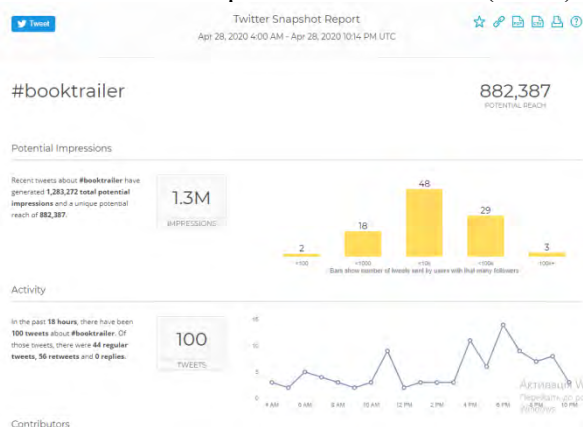 Tweet
Twitter Snapshot Report
Apr 28, 2020 4:00 AM - Apr 28, 2020 10:14 PM UTC
#booktrailer
882,387
POTENTIAL REACH
Potential Impressions
Recent tweets about #booktrailer have
generated 1,283,272 total potential
impressions and a unique potential
reach of 882,387.
1.3M
IMPRESSIONS
2
18
48
29
3
<100
<1000
<10k
<100k
100k+
Bars show number of tweets sent by users with that many followers
Activity
In the past 18 hours, there have been
100 tweets about #booktrailer. Of
those tweets, there were 44 regular
tweets, 56 retweets and 0 replies.
100
TWEETS
15
10
5
0
4 AM 6 AM 8 AM 10 AM 12 PM 2 PM 4 PM 6 PM 8 PM 10 PM
Активация W
Перейдите
Windows
Contributors